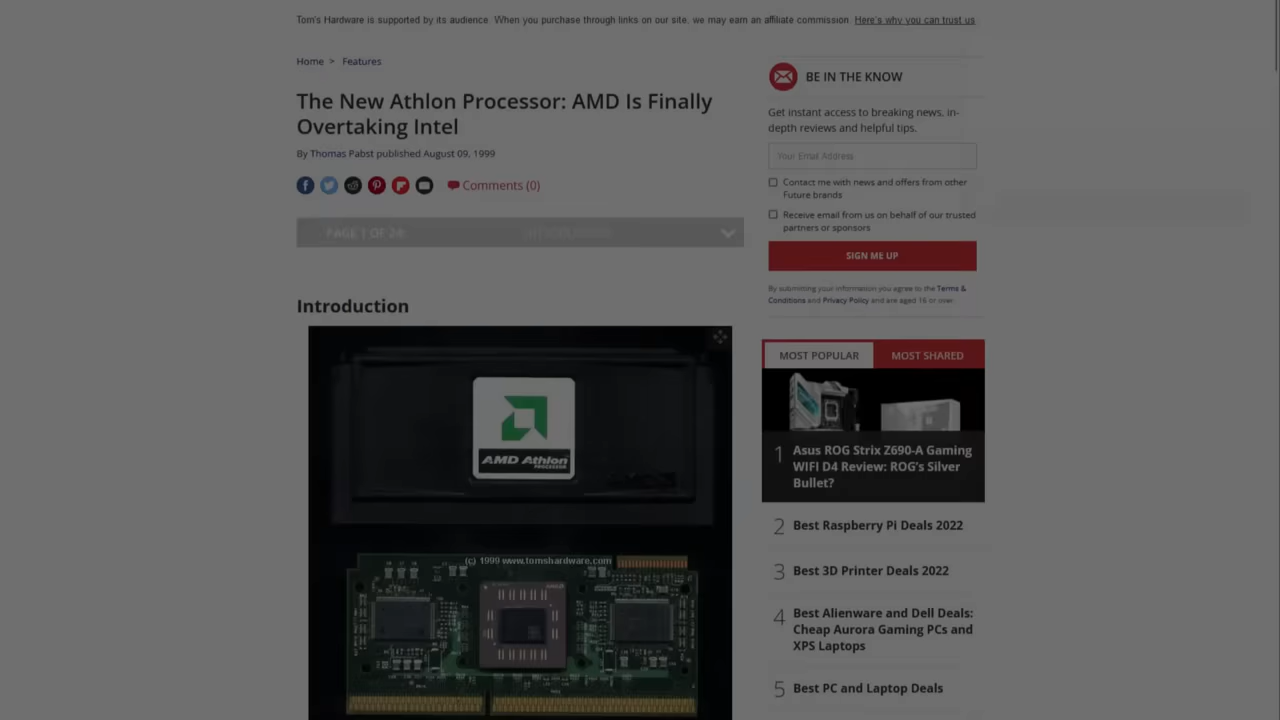 Tom's Hardware is supported by its audience. When you purchase through links on our site, we may earn an affiliate commission. Here's why you can trust us.
Home > Features
The New Athlon Processor: AMD Is Finally
Overtaking Intel
By Thomas Pabst published August 09, 1999
Comments (0)
PAGE 1 OF 24
Introduction
AMD Athlon
PROCESSOR
(c) 1999 www.tomshardware.com
BE IN THE KNOW
Get instant access to breaking news, in-
depth reviews and helpful tips.
Your Email Address
Contact me with news and offers from other
Future brands
Receive email from us on behalf of our trusted
partners or sponsors
SIGN ME UP
By submitting your information you agree to the Terms &
Conditions and Privacy Policy and are aged 16 or over.
MOST POPULAR
MOST SHARED
1 Asus ROG Strix Z690-A Gaming
WIFI D4 Review: ROG's Silver
Bullet?
2 Best Raspberry Pi Deals 2022
3 Best 3D Printer Deals 2022
4 Best Alienware and Dell Deals:
Cheap Aurora Gaming PCs and
XPS Laptops
5 Best PC and Laptop Deals